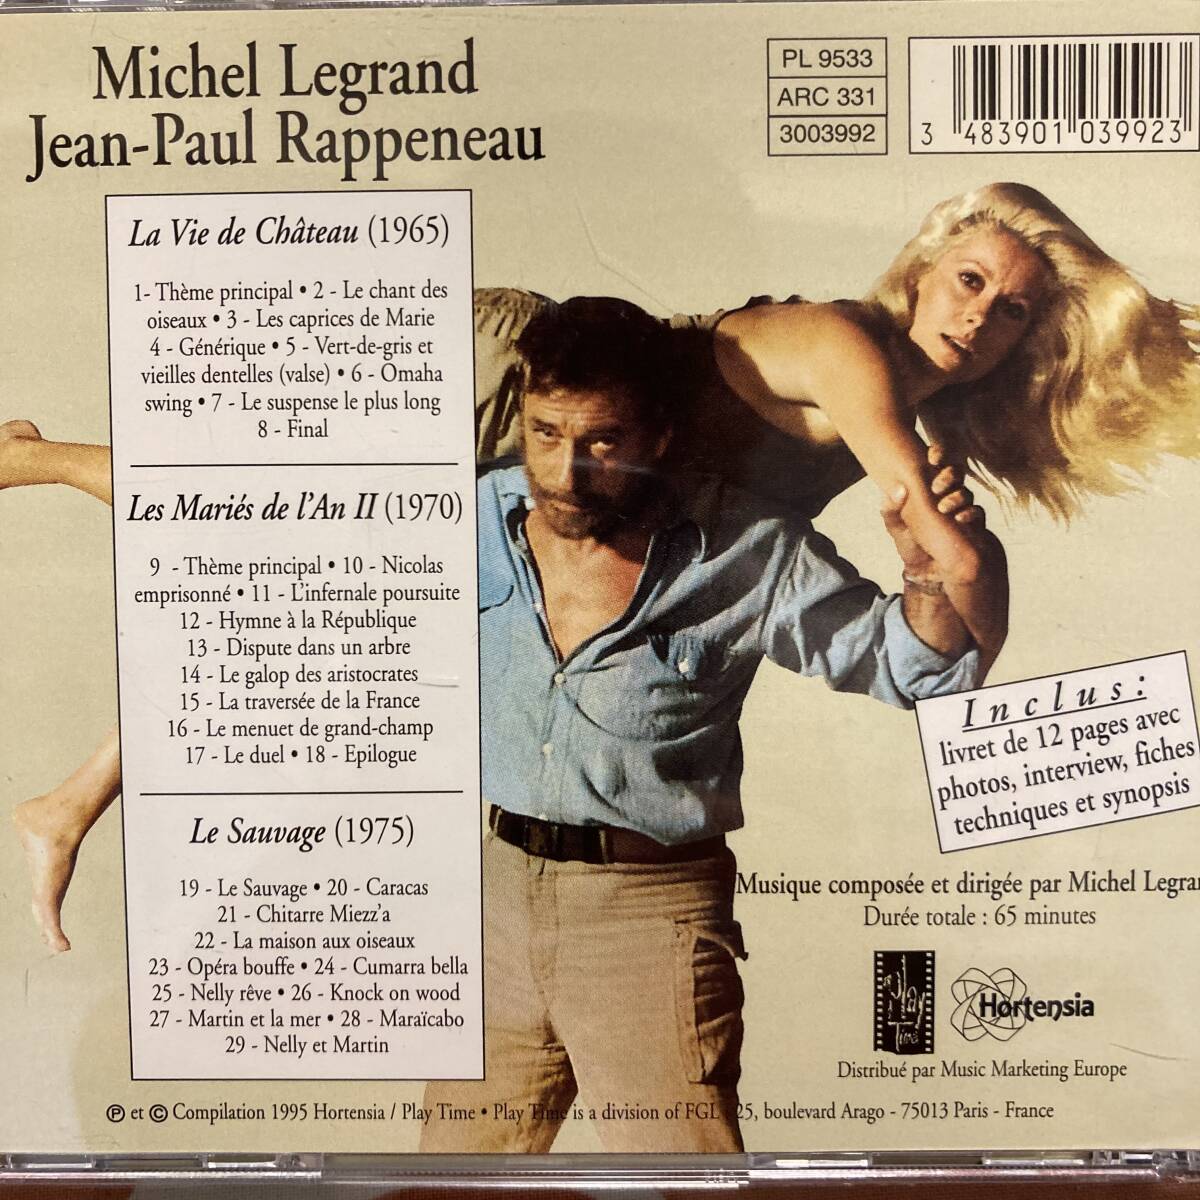 Michel Legrand
Jean-Paul Rappeneau
PL 9533
ARC 331
3003992
3 483901 039923
La Vie de Château (1965)
1- Thème principal • 2 - Le chant des
oiseaux • 3 - Les caprices de Marie
4 - Générique • 5 - Vert-de-gris et
vieilles dentelles (valse) • 6 - Omaha
swing • 7 - Le suspense le plus long
8 - Final
Les Mariés de l'An II (1970)
9 - Thème principal • 10 - Nicolas
emprisonné • 11 - L'infernale poursuite
12 - Hymne à la République
13 - Dispute dans un arbre
14 - Le galop des aristocrates
15 - La traversée de la France
16 - Le menuet de grand-champ
17 - Le duel • 18 - Epilogue
Le Sauvage (1975)
19 - Le Sauvage • 20 - Caracas
21 - Chitarre Miezz'a
22 - La maison aux oiseaux
23 - Opéra bouffe • 24 - Cumarra bella
25 - Nelly rêve • 26 - Knock on wood
27 - Martin et la mer • 28 - Maraïcabo
29 - Nelly et Martin
Inclus :
livret de 12 pages avec
photos, interview, fiches
techniques et synopsis
Musique composée et dirigée par Michel Legran
Durée totale : 65 minutes
Play
Time
Hortensia
Distribué par Music Marketing Europe
Ⓟ et © Compilation 1995 Hortensia / Play Time • Play Time is a division of FGL 25, boulevard Arago - 75013 Paris - France